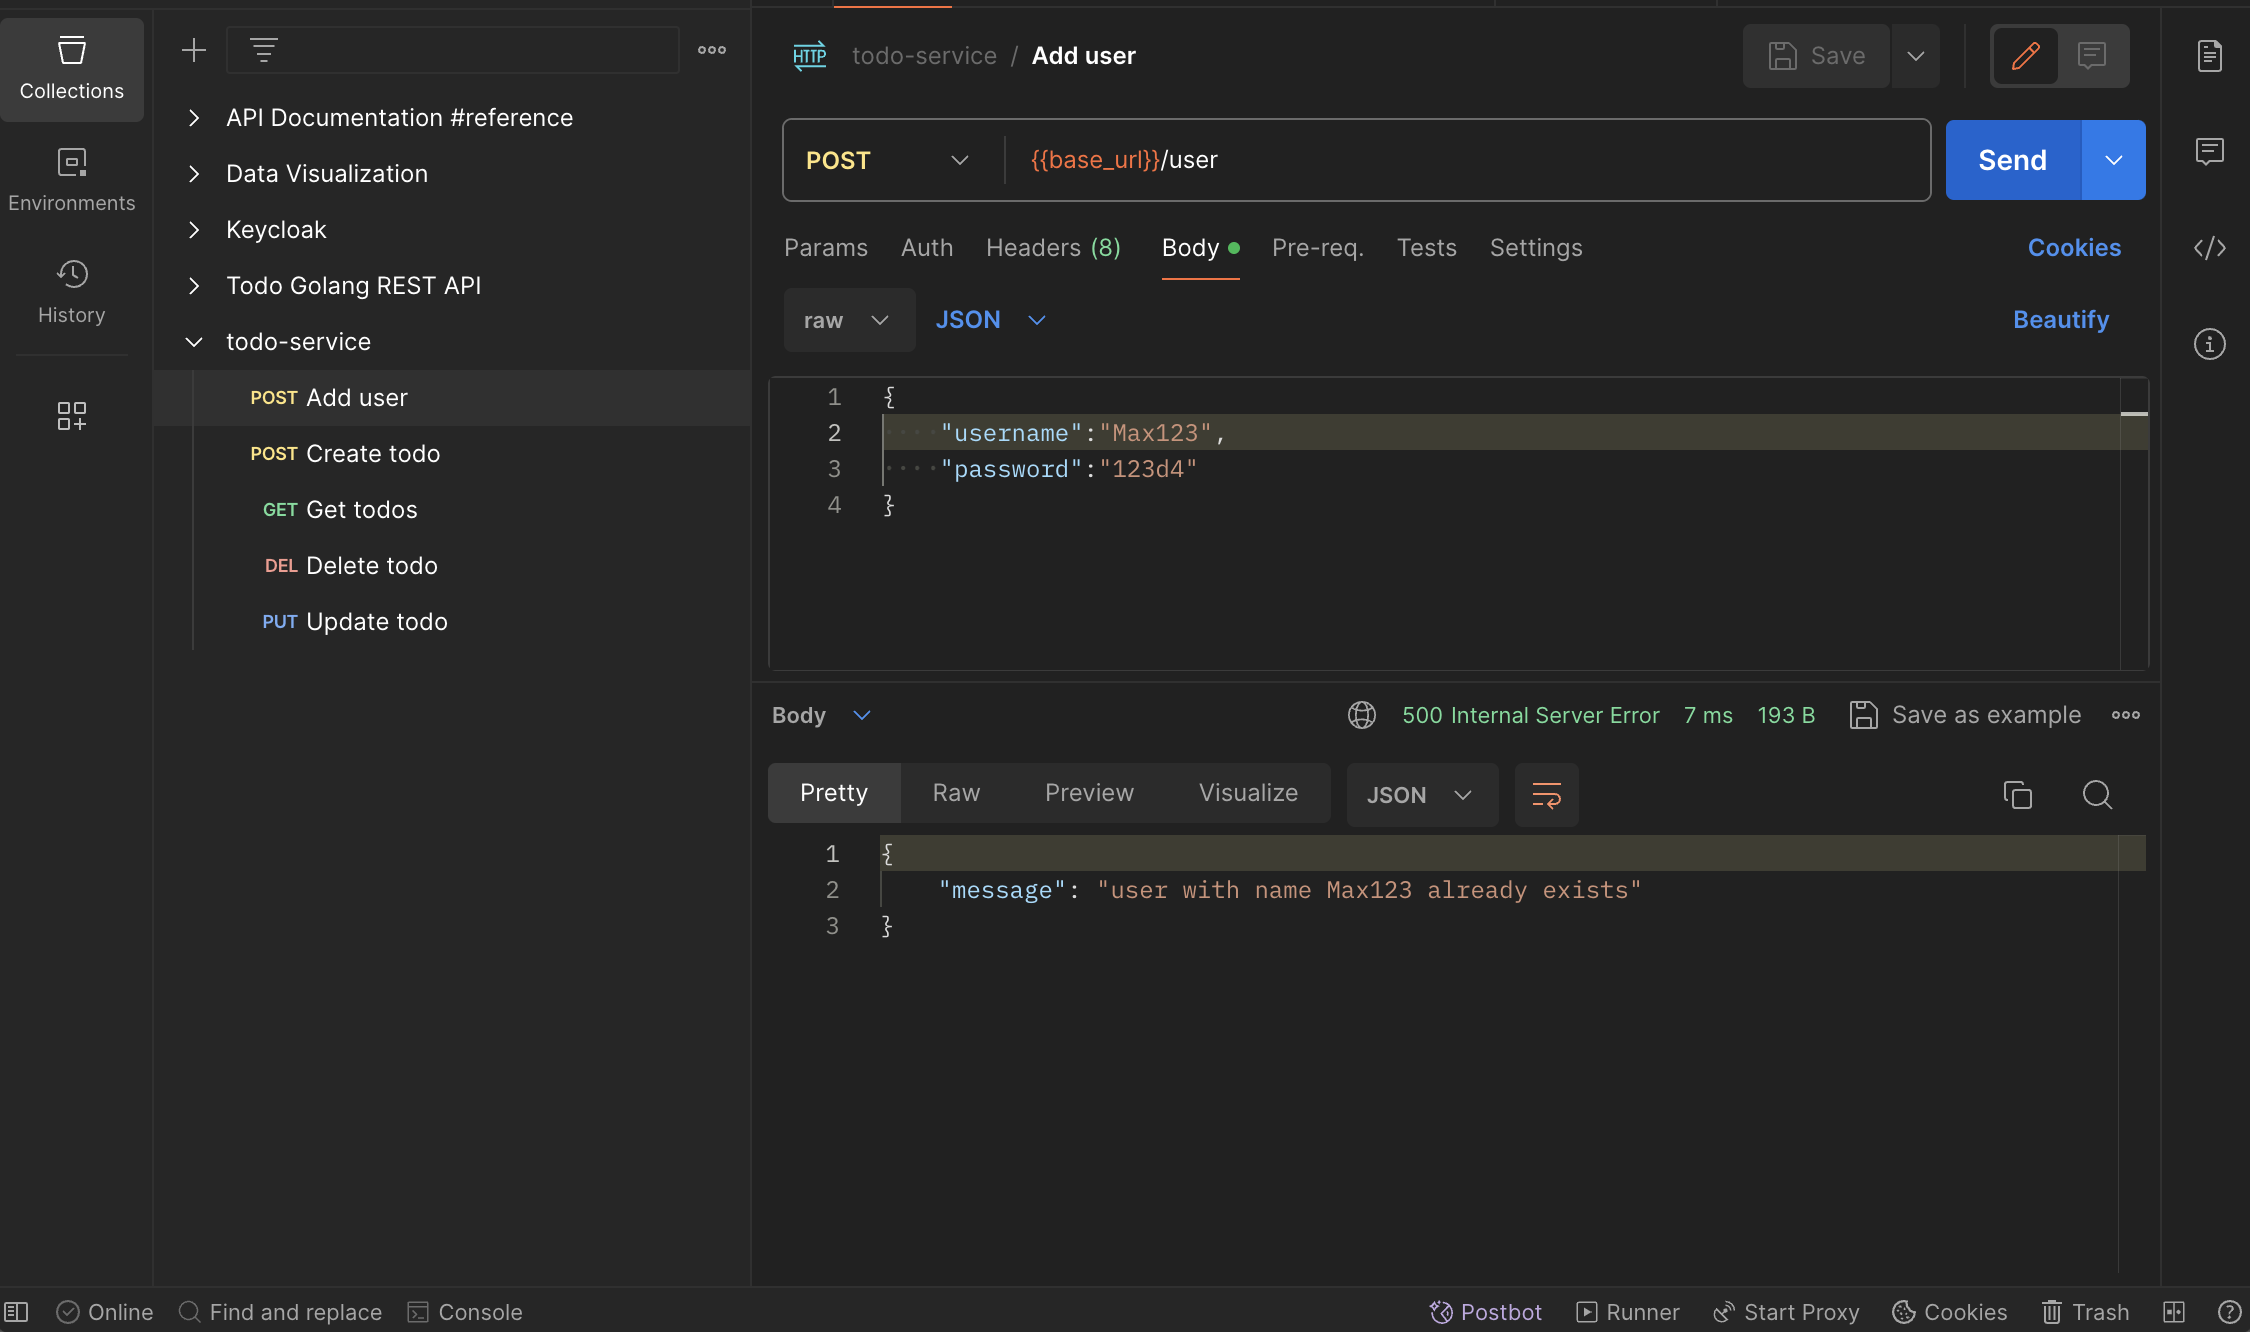 Collections
Environments
History
API Documentation #reference
Data Visualization
Keycloak
Todo Golang REST API
todo-service
POST Add user
POST Create todo
GET Get todos
DEL Delete todo
PUT Update todo
HTTP todo-service / Add user
Save
POST {{base_url}}/user
Send
Params Auth Headers (8) Body Pre-req. Tests Settings Cookies
raw JSON Beautify
1 {
2 "username":"Max123",
3 "password":"123d4"
4 }
Body 500 Internal Server Error 7 ms 193 B Save as example
Pretty Raw Preview Visualize JSON
1 {
2 "message": "user with name Max123 already exists"
3 }
Online Find and replace Console Postbot Runner Start Proxy Cookies Trash